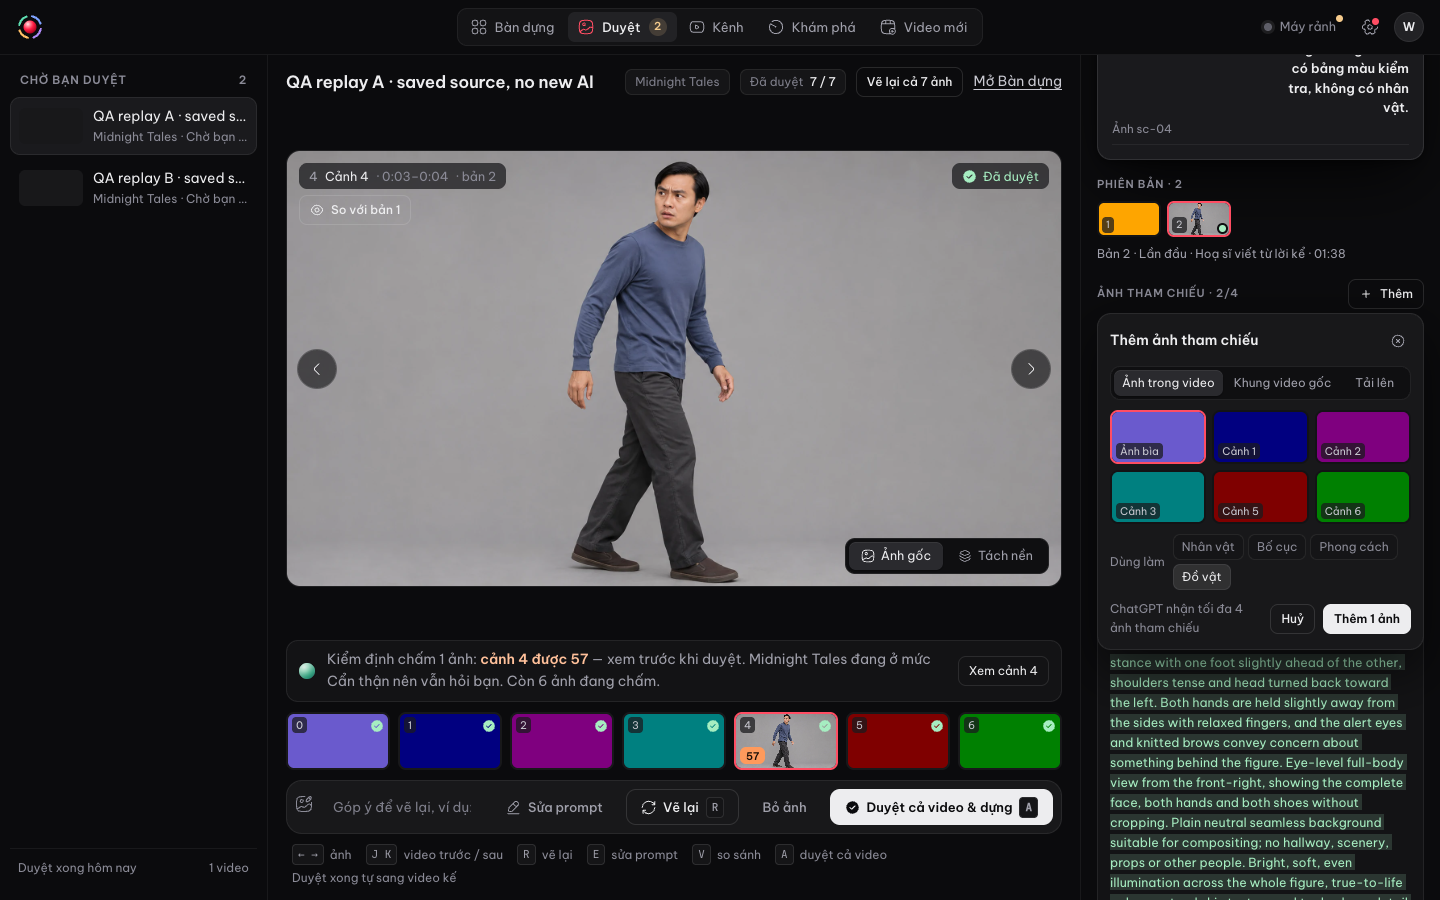 Bàn dựng
Duyệt 2
Kênh
Khám phá
Video mới
Máy rảnh
W
CHỜ BẠN DUYỆT 2
QA replay A · saved s...
Midnight Tales · Chờ bạn ...
QA replay B · saved s...
Midnight Tales · Chờ bạn ...
Duyệt xong hôm nay 1 video
QA replay A · saved source, no new AI
Midnight Tales
Đã duyệt 7 / 7
Vẽ lại cả 7 ảnh
Mở Bàn dựng
4 Cảnh 4 · 0:03–0:04 · bản 2
Đã duyệt
So với bản 1
Ảnh gốc
Tách nền
Kiểm định chấm 1 ảnh: cảnh 4 được 57 — xem trước khi duyệt. Midnight Tales đang ở mức
Cẩn thận nên vẫn hỏi bạn. Còn 6 ảnh đang chấm.
Xem cảnh 4
0
1
2
3
4
57
5
6
Góp ý để vẽ lại, ví dụ:
Sửa prompt
Vẽ lại R
Bỏ ảnh
Duyệt cả video & dựng A
← → ảnh
J K video trước / sau
R vẽ lại
E sửa prompt
V so sánh
A duyệt cả video
Duyệt xong tự sang video kế
có bảng màu kiểm
tra, không có nhân
vật.
Ảnh sc-04
PHIÊN BẢN · 2
1
2
Bản 2 · Lần đầu · Hoạ sĩ viết từ lời kể · 01:38
ẢNH THAM CHIẾU · 2/4
+ Thêm
Thêm ảnh tham chiếu
Ảnh trong video
Khung video gốc
Tải lên
Ảnh bìa
Cảnh 1
Cảnh 2
Cảnh 3
Cảnh 5
Cảnh 6
Dùng làm
Nhân vật
Bố cục
Phong cách
Đồ vật
ChatGPT nhận tối đa 4
ảnh tham chiếu
Huỷ
Thêm 1 ảnh
stance with one foot slightly ahead of the other,
shoulders tense and head turned back toward
the left. Both hands are held slightly away from
the sides with relaxed fingers, and the alert eyes
and knitted brows convey concern about
something behind the figure. Eye-level full-body
view from the front-right, showing the complete
face, both hands and both shoes without
cropping. Plain neutral seamless background
suitable for compositing; no hallway, scenery,
props or other people. Bright, soft, even
illumination across the whole figure, true-to-life